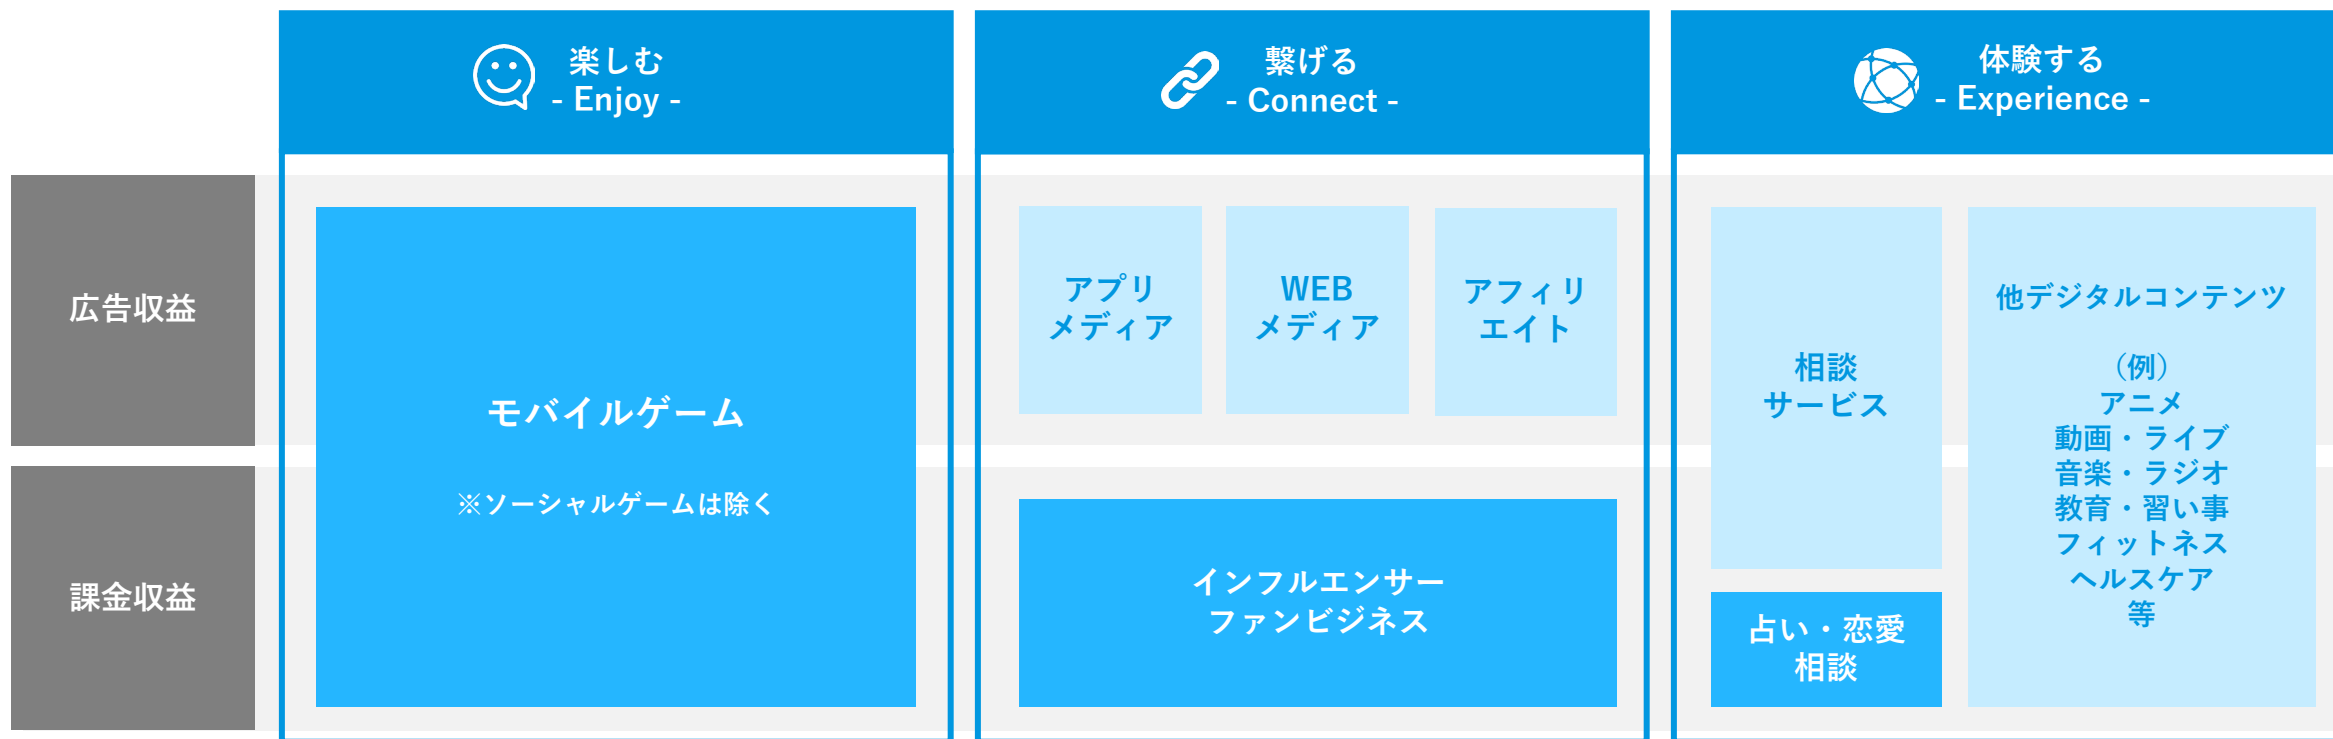 楽しむ
- Enjoy -
繋げる
- Connect -
体験する
- Experience -
広告収益
課金収益
モバイルゲーム
※ソーシャルゲームは除く
アプリ
メディア
WEB
メディア
アフィリ
エイト
インフルエンサー
ファンビジネス
相談
サービス
占い・恋愛
相談
他デジタルコンテンツ
（例）
アニメ
動画・ライブ
音楽・ラジオ
教育・習い事
フィットネス
ヘルスケア
等